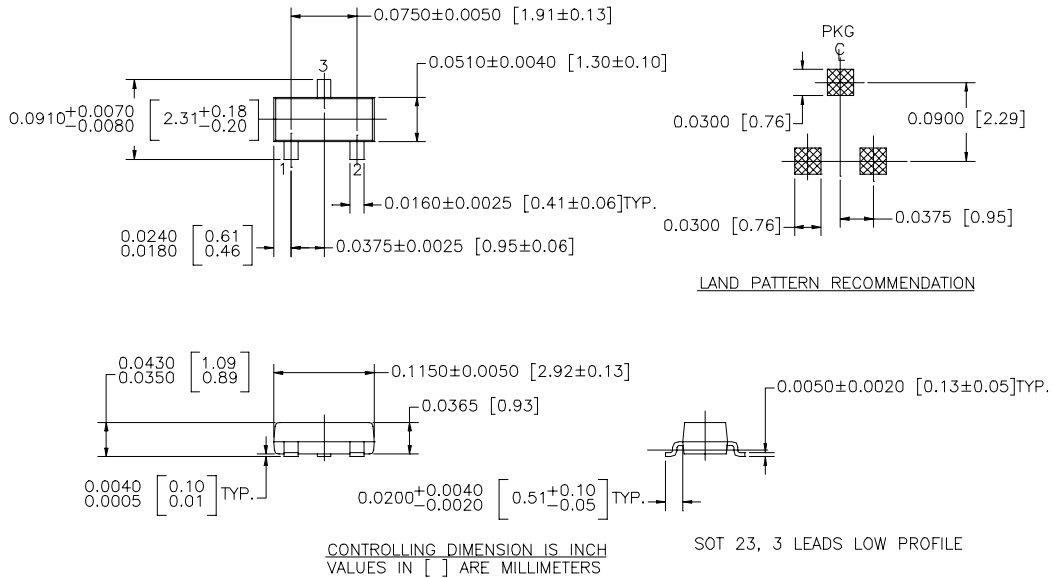 0.0750±0.0050 [1.91±0.13]
PKG
℄
3
0.0510±0.0040 [1.30±0.10]
0.0910+0.0070 [2.31+0.18]
-0.0080 -0.20
0.0300 [0.76]
0.0900 [2.29]
1 2
0.0160±0.0025 [0.41±0.06]TYP.
0.0300 [0.76]
0.0375 [0.95]
0.0240 [0.61]
0.0180 [0.46]
0.0375±0.0025 [0.95±0.06]
LAND PATTERN RECOMMENDATION
0.0430 [1.09]
0.0350 [0.89]
0.1150±0.0050 [2.92±0.13]
0.0365 [0.93]
0.0050±0.0020 [0.13±0.05]TYP.
0.0040 [0.10]
0.0005 [0.01] TYP.
0.0200+0.0040 [0.51+0.10] TYP.
-0.0020 -0.05
CONTROLLING DIMENSION IS INCH
VALUES IN [ ] ARE MILLIMETERS
SOT 23, 3 LEADS LOW PROFILE